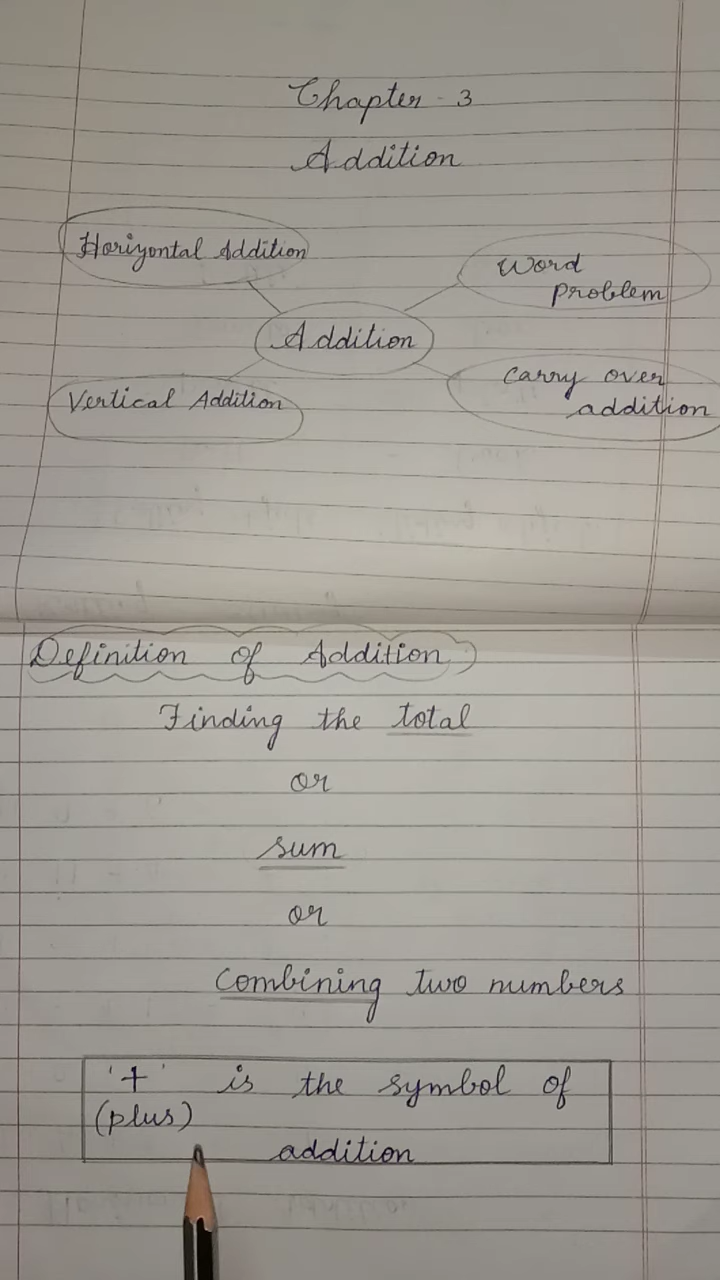 Chapter - 3
Addition
Horizontal Addition
Word
problem
Addition
Vertical Addition
Carry over
addition
Definition of Addition
Finding the total
or
sum
or
Combining two numbers
'+' is the symbol of
(plus)
addition